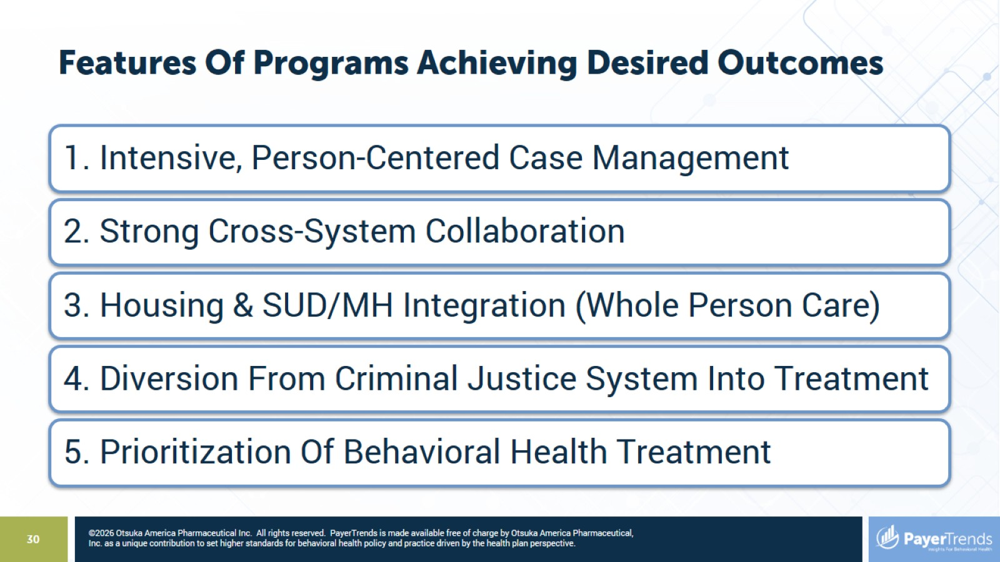 Features Of Programs Achieving Desired Outcomes
1. Intensive, Person-Centered Case Management
2. Strong Cross-System Collaboration
3. Housing & SUD/MH Integration (Whole Person Care)
4. Diversion From Criminal Justice System Into Treatment
5. Prioritization Of Behavioral Health Treatment
30
©2026 Otsuka America Pharmaceutical Inc. All rights reserved. PayerTrends is made available free of charge by Otsuka America Pharmaceutical,
Inc. as a unique contribution to set higher standards for behavioral health policy and practice driven by the health plan perspective.
PayerTrends
Insights For Behavioral Health